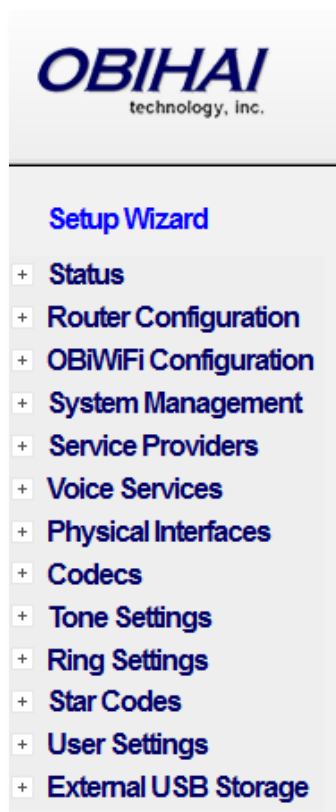 OBIHAI
technology, inc.
Setup Wizard
Status
Router Configuration
OBiWiFi Configuration
System Management
Service Providers
Voice Services
Physical Interfaces
Codecs
Tone Settings
Ring Settings
Star Codes
User Settings
External USB Storage